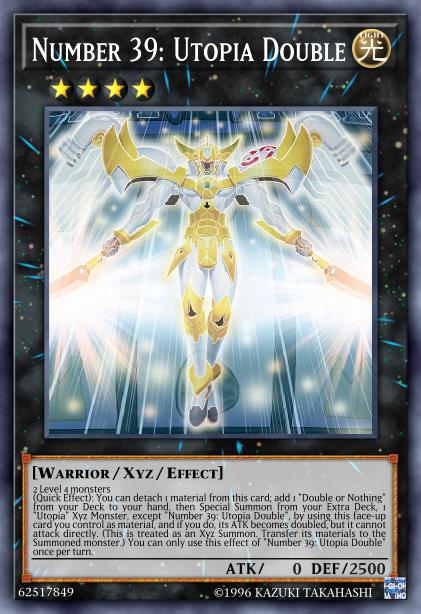 NUMBER 39: UTOPIA DOUBLE
LIGHT
光
39
[WARRIOR / XYZ / EFFECT]
2 Level 4 monsters
(Quick Effect): You can detach 1 material from this card; add 1 "Double or Nothing"
from your Deck to your hand, then Special Summon from your Extra Deck, 1
"Utopia" Xyz Monster, except "Number 39: Utopia Double", by using this face-up
card you control as material, and if you do, its ATK becomes doubled, but it cannot
attack directly. (This is treated as an Xyz Summon. Transfer its materials to the
Summoned monster.) You can only use this effect of "Number 39: Utopia Double"
once per turn.
ATK/ 0 DEF/2500
62517849
©1996 KAZUKI TAKAHASHI